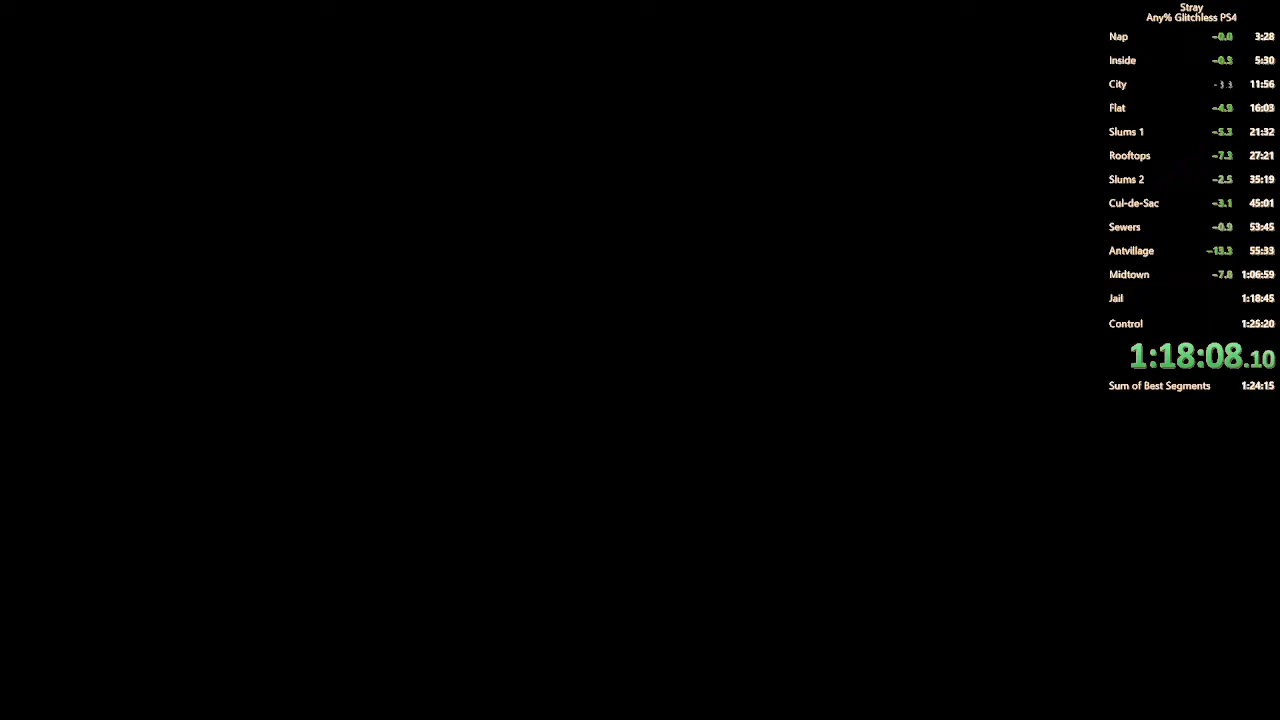 Stray
Any% Glitchless PS4
Nap -0.0 3:28
Inside -0.3 5:30
City -3.3 11:56
Flat -4.9 16:03
Slums 1 -5.3 21:32
Rooftops -7.3 27:21
Slums 2 -2.5 35:19
Cul-de-Sac -3.1 45:01
Sewers -0.9 53:45
Antvillage -13.3 55:33
Midtown -7.8 1:06:59
Jail 1:18:45
Control 1:25:20
1:18:08.10
Sum of Best Segments 1:24:15